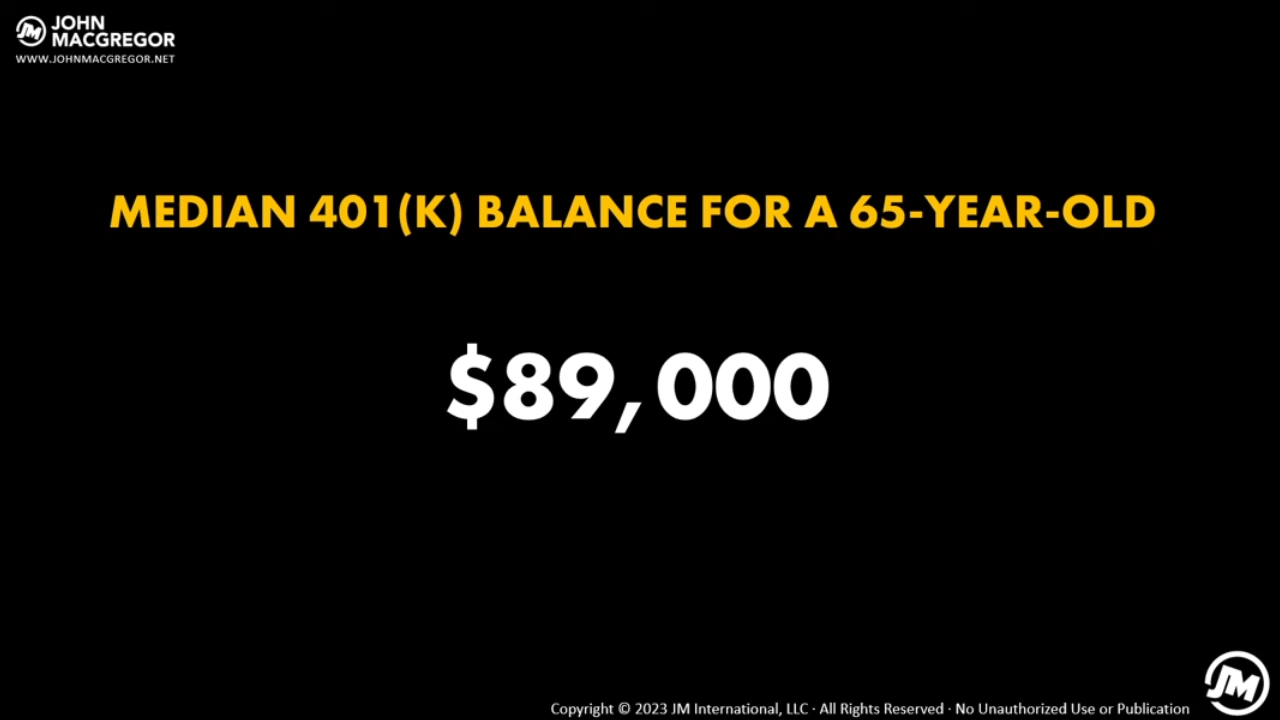 JM JOHN
MACGREGOR
WWW.JOHNMACGREGOR.NET
MEDIAN 401(K) BALANCE FOR A 65-YEAR-OLD
$89,000
JM
Copyright © 2023 JM International, LLC · All Rights Reserved · No Unauthorized Use or Publication